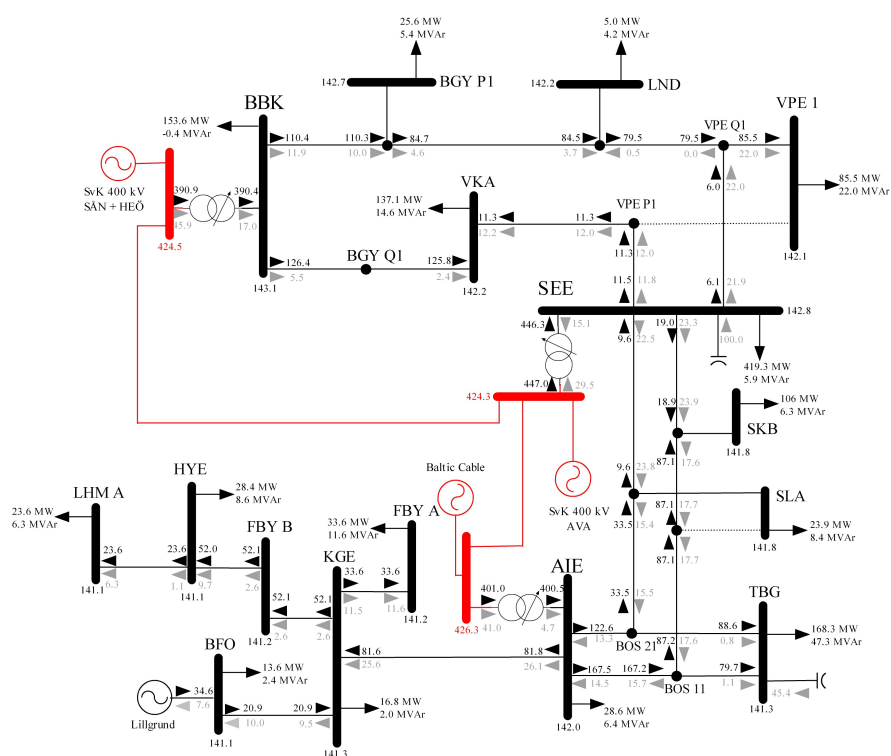 25.6 MW
5.4 MVAr
5.0 MW
4.2 MVAr
142.7
BGY P1
142.2
LND
VPE 1
BBK
153.6 MW
-0.4 MVAr
110.4
11.9
110.3
10.0
84.7
4.6
84.5
3.7
79.5
0.5
VPE Q1
79.5
0.0
85.5
22.0
6.0
22.0
SvK 400 kV
SÅN + HEÖ
390.9
45.9
390.4
17.0
424.5
137.1 MW
14.6 MVAr
VKA
VPE P1
11.3
12.2
11.3
12.0
11.3
12.0
85.5 MW
22.0 MVAr
142.1
126.4
5.5
BGY Q1
125.8
2.4
143.1
142.2
SEE
11.5
11.8
6.1
21.9
142.8
446.3
15.1
9.6
22.5
19.0
23.3
100.0
419.3 MW
5.9 MVAr
447.0
29.5
424.3
18.9
23.9
106 MW
6.3 MVAr
SKB
141.8
87.1
17.6
Baltic Cable
SvK 400 kV
AVA
9.6
23.8
33.5
15.4
87.1
17.7
87.1
17.7
SLA
23.9 MW
8.4 MVAr
141.8
LHM A
23.6 MW
6.3 MVAr
HYE
28.4 MW
8.6 MVAr
FBY B
33.6 MW
11.6 MVAr
FBY A
KGE
23.6
6.3
23.6
1.1
52.0
9.7
52.1
2.6
33.6
11.5
33.6
11.6
141.1
141.1
141.2
52.1
2.6
52.1
2.6
141.2
AIE
401.0
41.0
400.5
4.7
426.3
33.5
15.5
TBG
122.6
13.3
BOS 21
87.2
17.6
88.6
0.8
168.3 MW
47.3 MVAr
BFO
13.6 MW
2.4 MVAr
81.6
25.6
81.8
26.1
167.5
14.5
167.2
15.7
BOS 11
79.7
1.1
45.4
Lillgrund
34.6
7.6
20.9
10.0
20.9
9.5
16.8 MW
2.0 MVAr
28.6 MW
6.4 MVAr
141.1
141.3
142.0
141.3